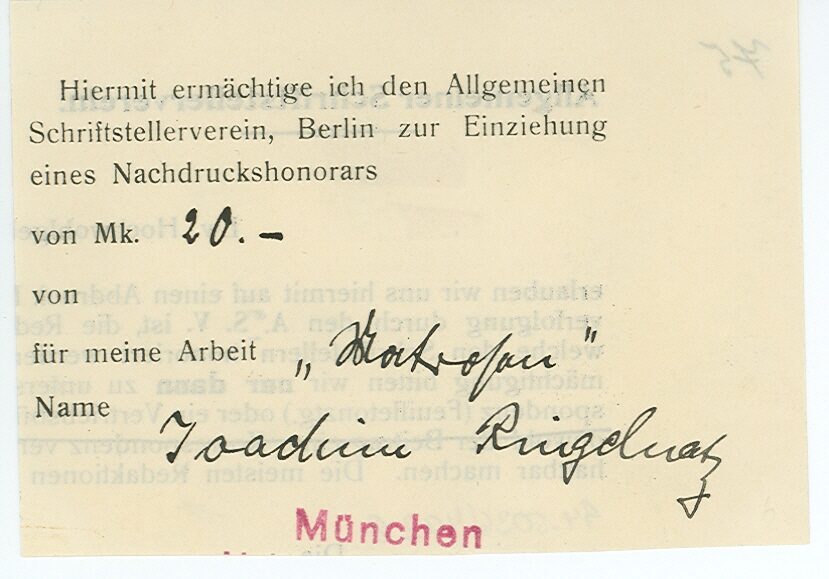 Hiermit ermächtige ich den Allgemeinen
Schriftstellerverein, Berlin zur Einziehung
eines Nachdruckshonorars
von Mk. 20.–
von
für meine Arbeit „Matrosen"
Name
Joachim Ringelnatz
München